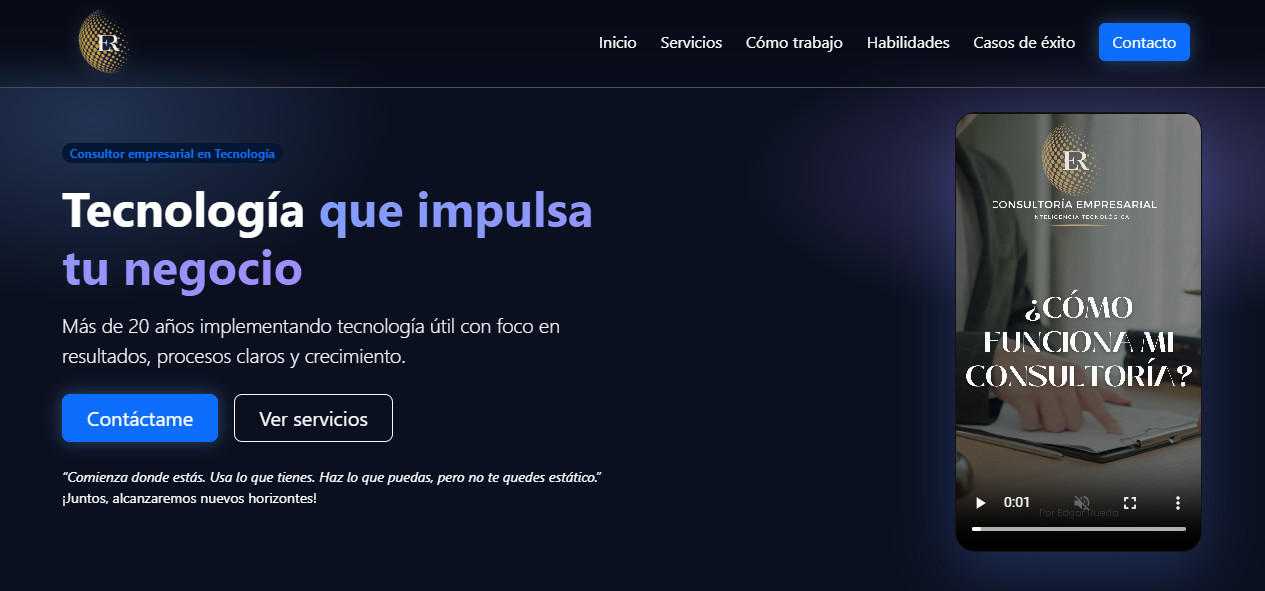 ER
Inicio
Servicios
Cómo trabajo
Habilidades
Casos de éxito
Contacto
Consultor empresarial en Tecnología
Tecnología que impulsa
tu negocio
Más de 20 años implementando tecnología útil con foco en
resultados, procesos claros y crecimiento.
Contáctame
Ver servicios
“Comienza donde estás. Usa lo que tienes. Haz lo que puedas, pero no te quedes estático.”
¡Juntos, alcanzaremos nuevos horizontes!
ER
CONSULTORÍA EMPRESARIAL
INTELIGENCIA TECNOLÓGICA
¿CÓMO
FUNCIONA MI
CONSULTORÍA?
0:01
Por Edgar Rueda